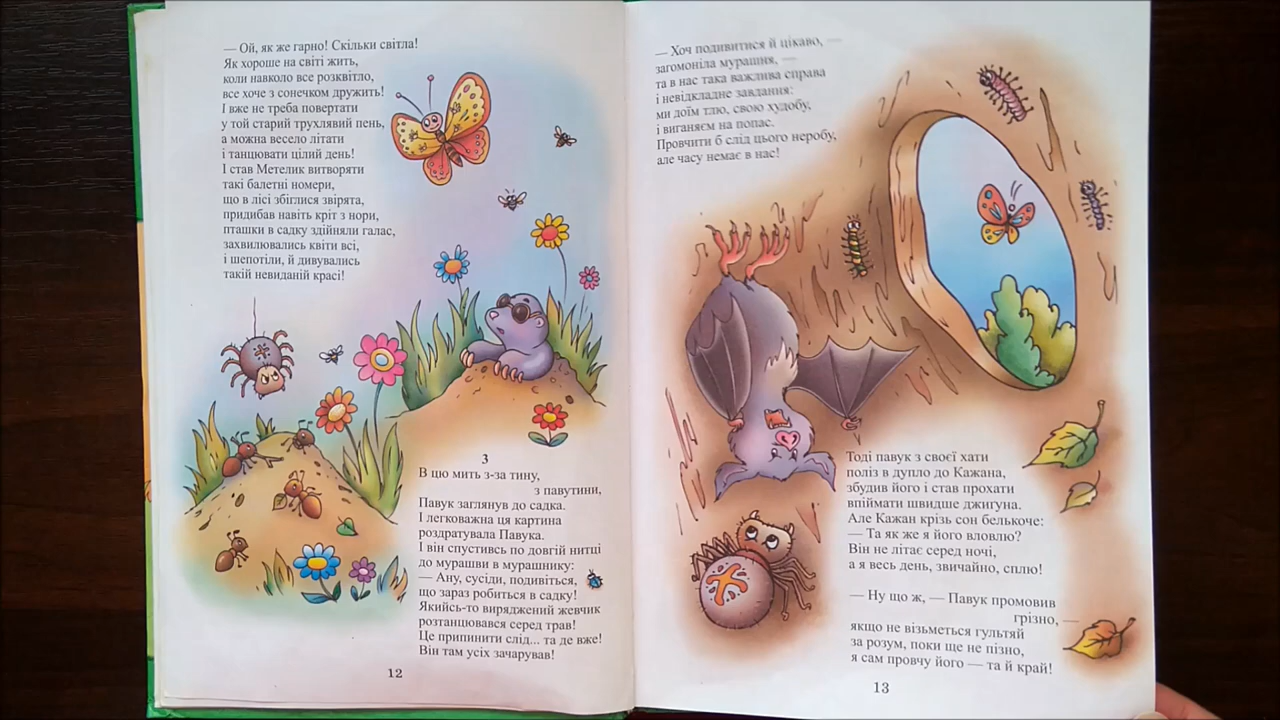 — Ой, як же гарно! Скільки світла!
Як хороше на світі жить,
коли навколо все розквітло,
все хоче з сонечком дружить!
І вже не треба повертати
у той старий трухлявий пень,
а можна весело літати
і танцювати цілий день!
І став Метелик витворяти
такі балетні номери,
що в лісі збіглися звірята,
придибав навіть кріт з нори,
пташки в садку здійняли галас,
захвилювались квіти всі,
і шепотіли, й дивувались
такій невиданій красі!
3
В цю мить з-за тину,
з павутини,
Павук заглянув до садка.
І легковажна ця картина
роздратувала Павука.
І він спустивсь по довгій нитці
до мурашви в мурашнику:
— Ану, сусіди, подивіться,
що зараз робиться в садку!
Якийсь-то виряджений жевчик
розтанцювався серед трав!
Це припинити слід... та де вже!
Він там усіх зачарував!
12
— Хоч подивитися й цікаво, —
загомоніла мурашня, —
та в нас така важлива справа
і невідкладне завдання:
ми доїм тлю, свою худобу,
і виганяєм на попас.
Провчити б слід цього неробу,
але часу немає в нас!
Тоді павук з своєї хати
поліз в дупло до Кажана,
збудив його і став прохати
впіймати швидше джигуна.
Але Кажан крізь сон белькоче:
— Та як же я його вловлю?
Він не літає серед ночі,
а я весь день, звичайно, сплю!
— Ну що ж, — Павук промовив
грізно, —
якщо не візьметься гультяй
за розум, поки ще не пізно,
я сам провчу його — та й край!
13